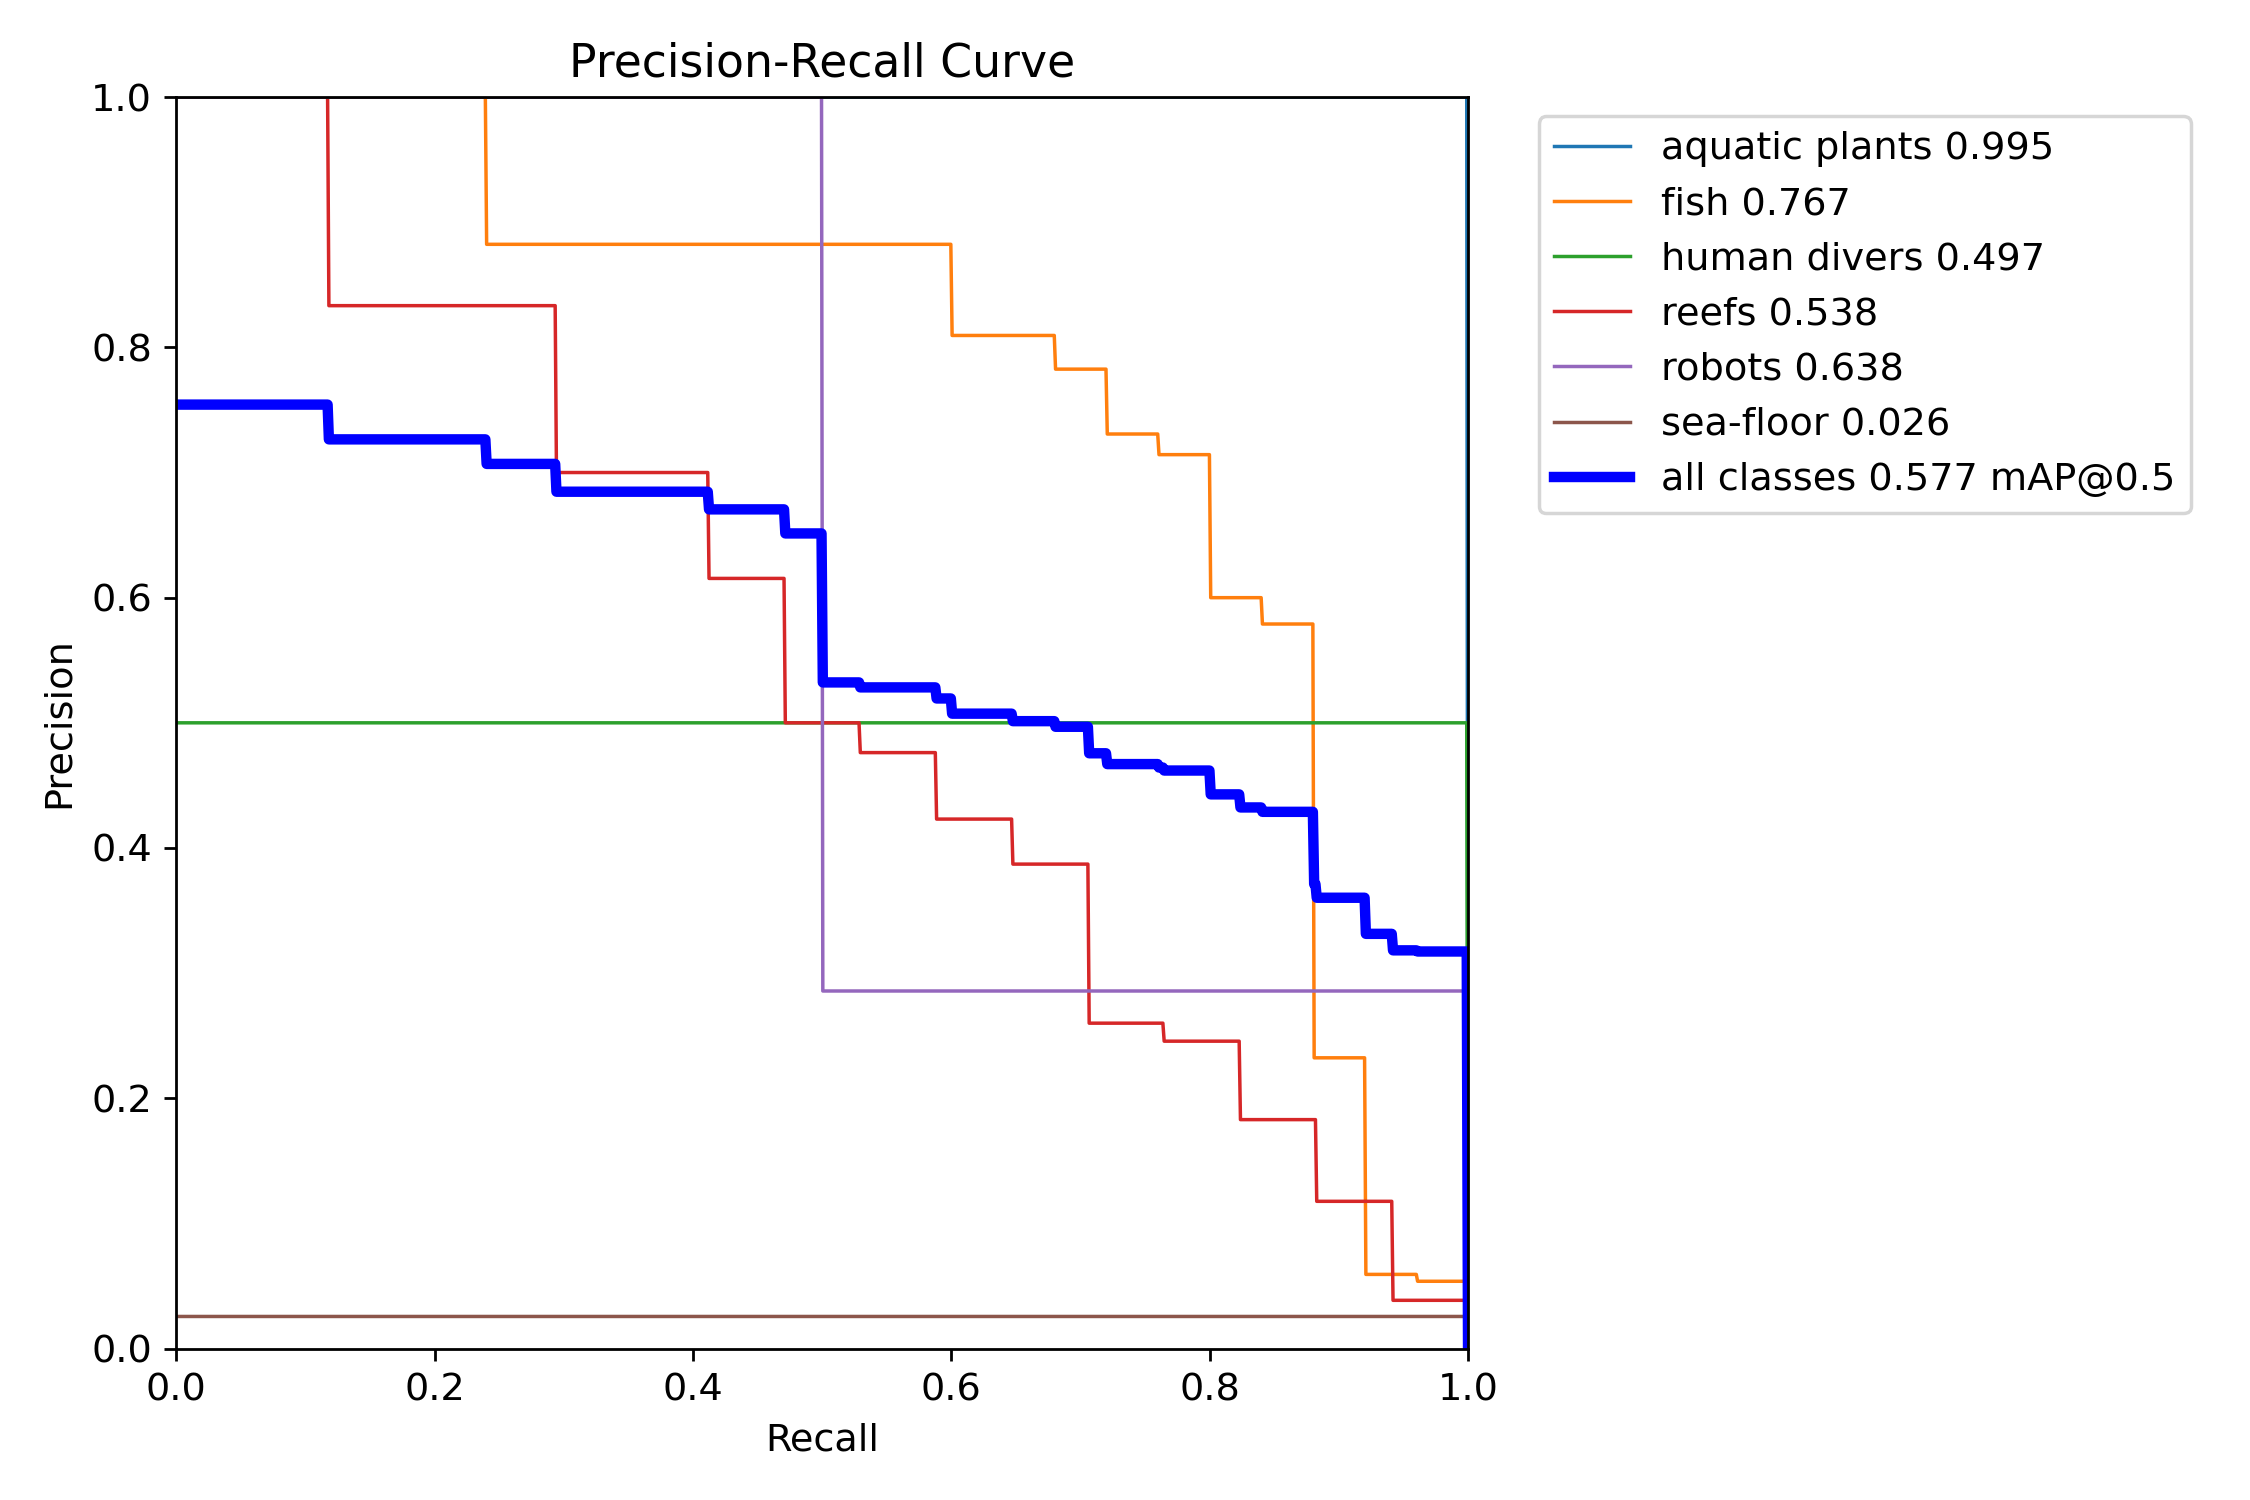 Precision-Recall Curve
1.0
0.8
0.6
0.4
0.2
0.0
Precision
0.0 0.2 0.4 0.6 0.8 1.0
Recall
aquatic plants 0.995
fish 0.767
human divers 0.497
reefs 0.538
robots 0.638
sea-floor 0.026
all classes 0.577 mAP@0.5